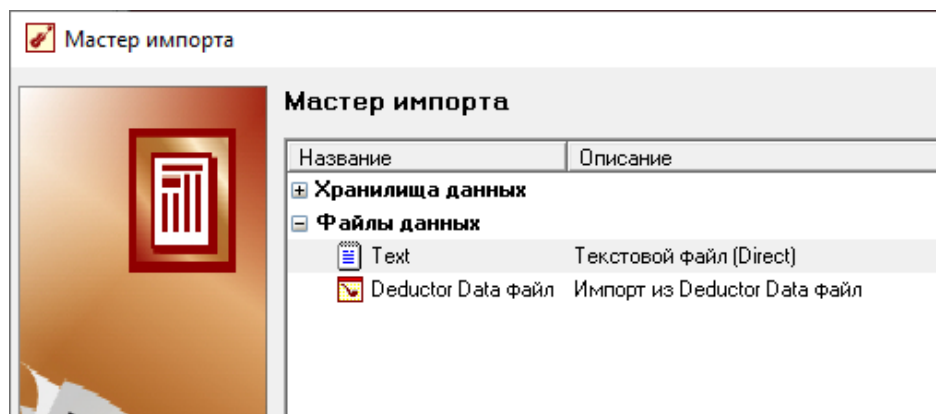 Мастер импорта
Мастер импорта
Название Описание
Хранилища данных
Файлы данных
Text Текстовой файл (Direct)
Deductor Data файл Импорт из Deductor Data файл